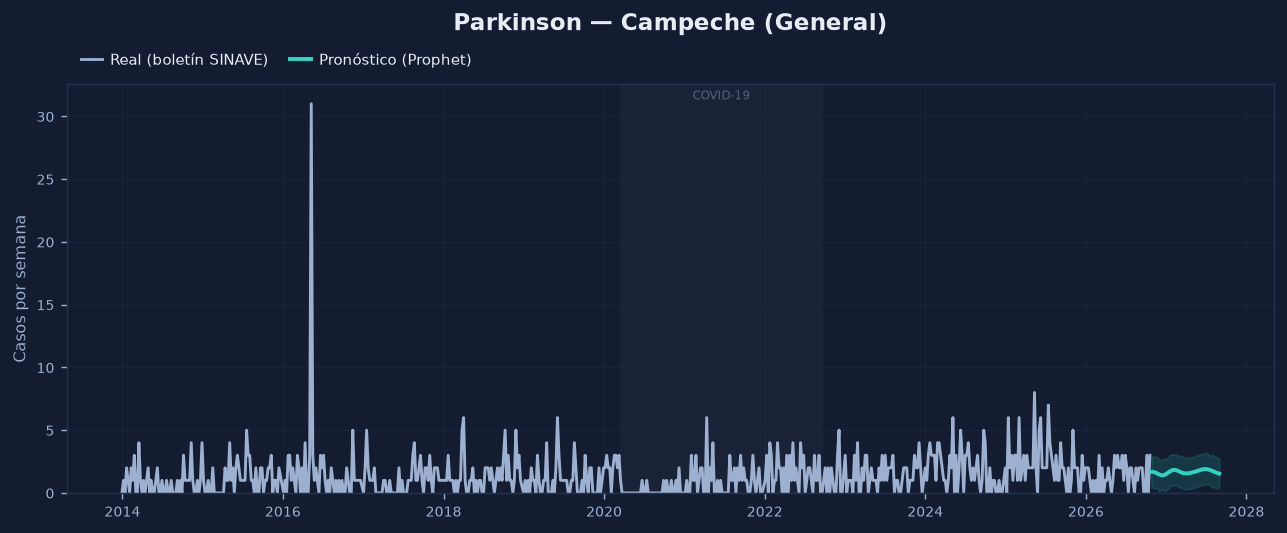 Parkinson — Campeche (General)
Real (boletín SINAVE) Pronóstico (Prophet)
COVID-19
Casos por semana
30
25
20
15
10
5
0
2014 2016 2018 2020 2022 2024 2026 2028